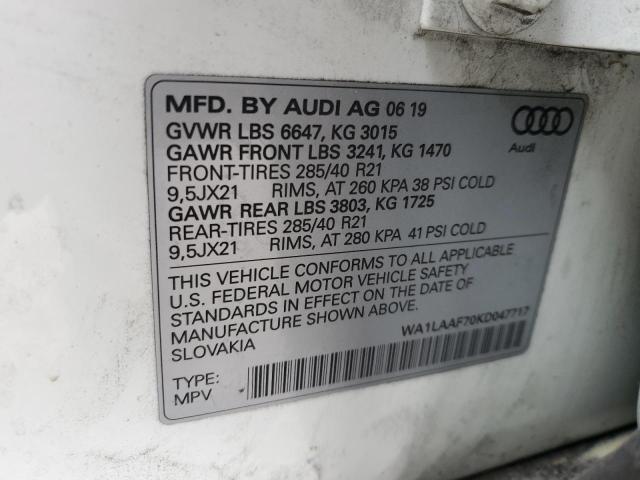 MFD. BY AUDI AG 06 19
GVWR LBS 6647, KG 3015
GAWR FRONT LBS 3241, KG 1470
FRONT-TIRES 285/40 R21
9,5JX21 RIMS, AT 260 KPA 38 PSI COLD
GAWR REAR LBS 3803, KG 1725
REAR-TIRES 285/40 R21
9,5JX21 RIMS, AT 280 KPA 41 PSI COLD
Audi
THIS VEHICLE CONFORMS TO ALL APPLICABLE
U.S. FEDERAL MOTOR VEHICLE SAFETY
STANDARDS IN EFFECT ON THE DATE OF
MANUFACTURE SHOWN ABOVE.
SLOVAKIA
WA1LAAF70KD047717
TYPE:
MPV